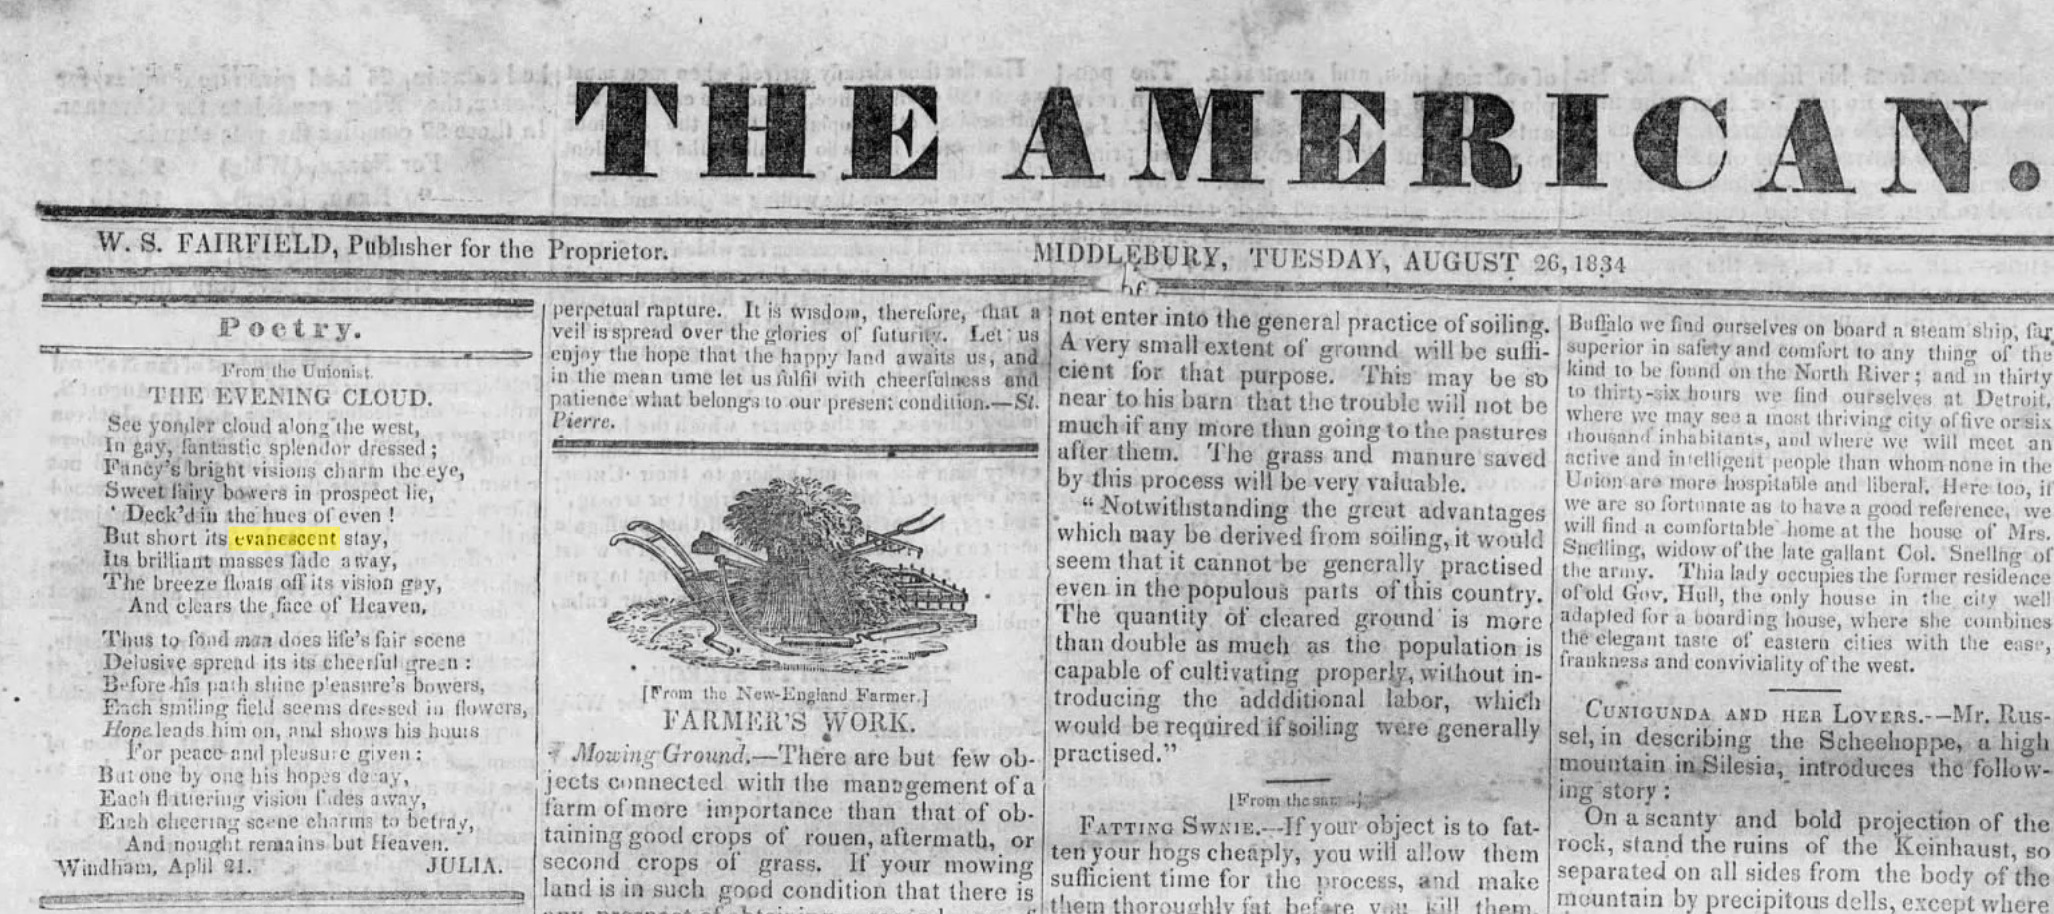 THE AMERICAN.
W. S. FAIRFIELD, Publisher for the Proprietor.
MIDDLEBURY, TUESDAY, AUGUST 26, 1834
Poetry.
From the Unionist.
THE EVENING CLOUD.
See yonder cloud along the west,
In gay, fantastic splendor dressed;
Fancy's bright visions charm the eye,
Sweet fairy bowers in prospect lie,
Deck'd in the hues of even!
But short its evanescent stay,
Its brilliant masses fade away,
The breeze floats off its vision gay,
And clears the face of Heaven,
Thus to fond man does life's fair scene
Delusive spread its its cheerful green:
Before his path shine pleasure's bowers,
Each smiling field seems dressed in flowers,
Hope leads him on, and shows his hours
For peace and pleasure given:
But one by one his hopes decay,
Each flattering vision fades away,
Each cheering scene charms to betray,
And nought remains but Heaven.
Windham, Aplil 21. JULIA.
perpetual rapture. It is wisdom, therefore, that a
veil is spread over the glories of futurity. Let us
enjoy the hope that the happy land awaits us, and
in the mean time let us fulfil with cheerfulness and
patience what belongs to our present condition.—St.
Pierre.
[From the New-England Farmer.]
FARMER'S WORK.
Mowing Ground.—There are but few ob-
jects connected with the management of a
farm of more importance than that of ob-
taining good crops of rouen, aftermath, or
second crops of grass. If your mowing
land is in such good condition that there is
not enter into the general practice of soiling.
A very small extent of ground will be suffi-
cient for that purpose. This may be so
near to his barn that the trouble will not be
much if any more than going to the pastures
after them. The grass and manure saved
by this process will be very valuable.
"Notwithstanding the great advantages
which may be derived from soiling, it would
seem that it cannot be generally practised
even in the populous parts of this country.
The quantity of cleared ground is more
than double as much as the population is
capable of cultivating properly, without in-
troducing the addditional labor, which
would be required if soiling were generally
practised."
[From the same.]
FATTING SWNIE.—If your object is to fat-
ten your hogs cheaply, you will allow them
sufficient time for the process, and make
them thoroughly fat before you kill them.
Buffalo we find ourselves on board a steam ship, far
superior in safety and comfort to any thing of the
kind to be found on the North River; and in thirty
to thirty-six hours we find ourselves at Detroit,
where we may see a most thriving city of five or six
thousand inhabitants, and where we will meet an
active and intelligent people than whom none in the
Union are more hospitable and liberal. Here too, if
we are so fortunate as to have a good reference, we
will find a comfortable home at the house of Mrs.
Snelling, widow of the late gallant Col. Snelling of
the army. Thia lady occupies the former residence
of old Gov. Hull, the only house in the city well
adapted for a boarding house, where she combines
the elegant taste of eastern cities with the ease,
frankness and conviviality of the west.
CUNIGUNDA AND HER LOVERS.--Mr. Rus-
sel, in describing the Scheehoppe, a high
mountain in Silesia, introduces the follow-
ing story:
On a scanty and bold projection of the
rock, stand the ruins of the Keinhaust, so
separated on all sides from the body of the
mountain by precipitous dells, except where